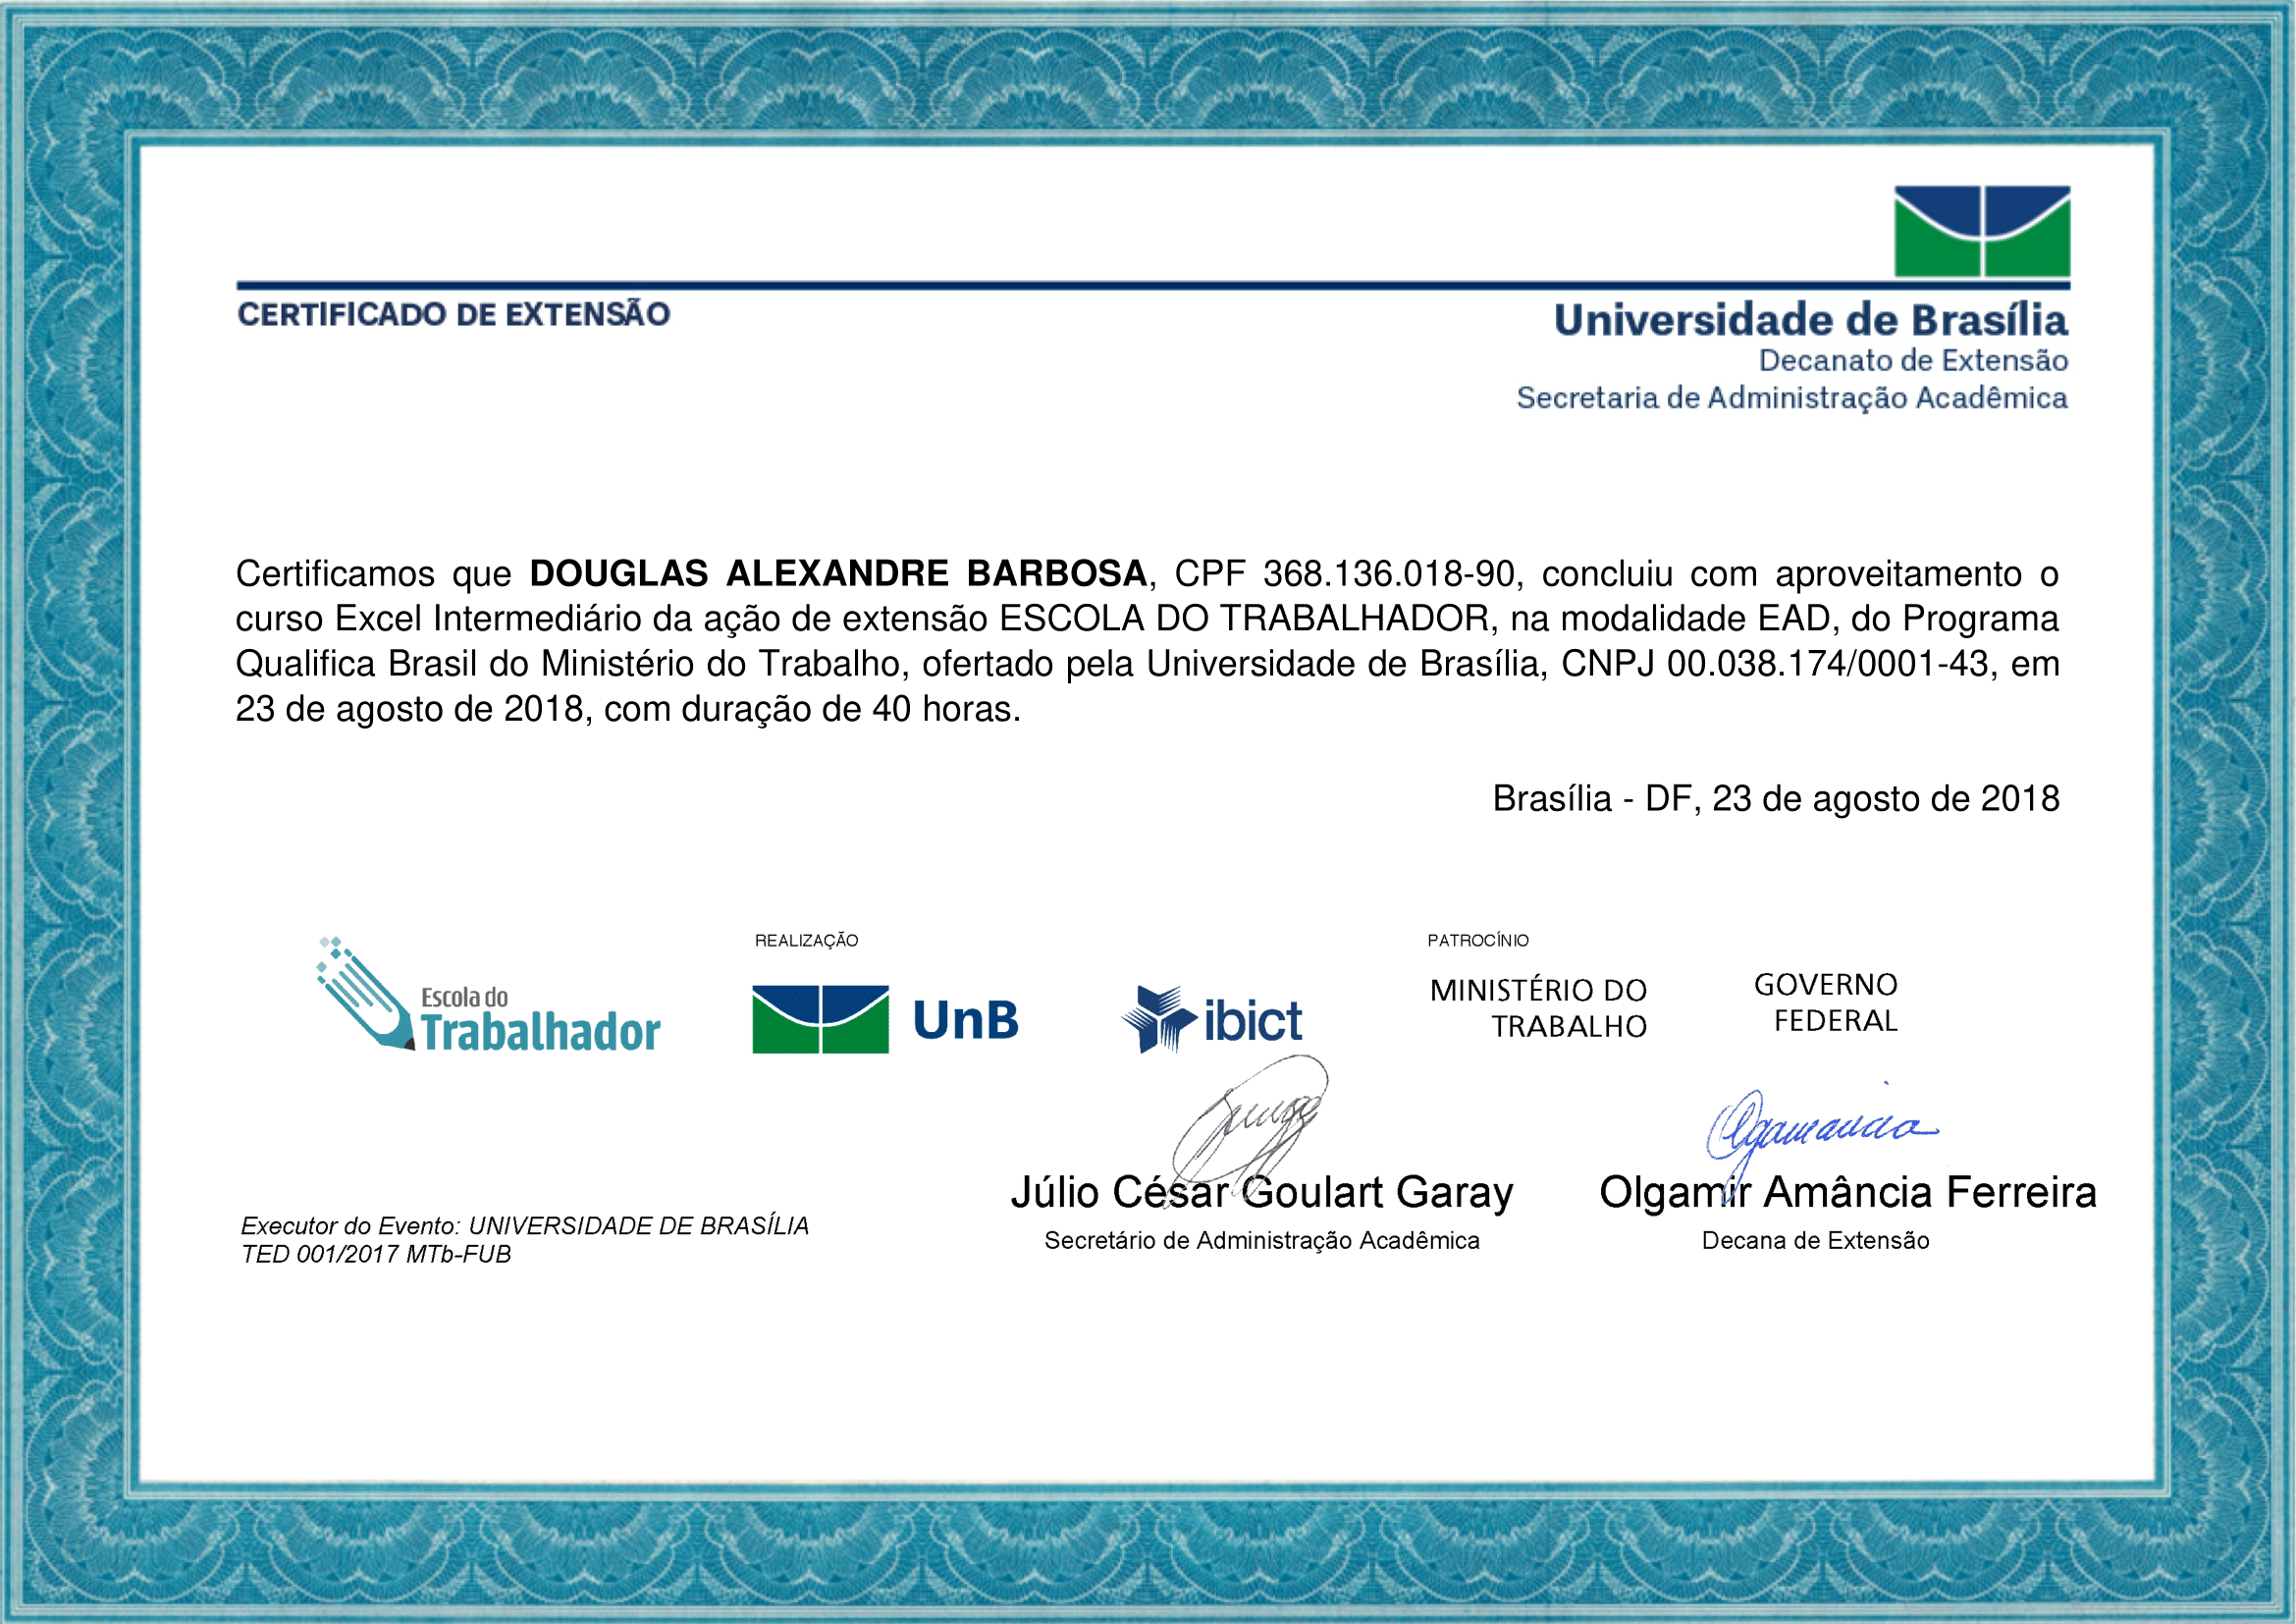 CERTIFICADO DE EXTENSÃO
Universidade de Brasília
Decanato de Extensão
Secretaria de Administração Acadêmica
Certificamos que DOUGLAS ALEXANDRE BARBOSA, CPF 368.136.018-90, concluiu com aproveitamento o
curso Excel Intermediário da ação de extensão ESCOLA DO TRABALHADOR, na modalidade EAD, do Programa
Qualifica Brasil do Ministério do Trabalho, ofertado pela Universidade de Brasília, CNPJ 00.038.174/0001-43, em
23 de agosto de 2018, com duração de 40 horas.
Brasília - DF, 23 de agosto de 2018
Escola do
Trabalhador
REALIZAÇÃO
UnB
ibict
PATROCÍNIO
MINISTÉRIO DO
TRABALHO
GOVERNO
FEDERAL
Júlio César Goulart Garay
Secretário de Administração Acadêmica
Olgamir Amância Ferreira
Decana de Extensão
Executor do Evento: UNIVERSIDADE DE BRASÍLIA
TED 001/2017 MTb-FUB